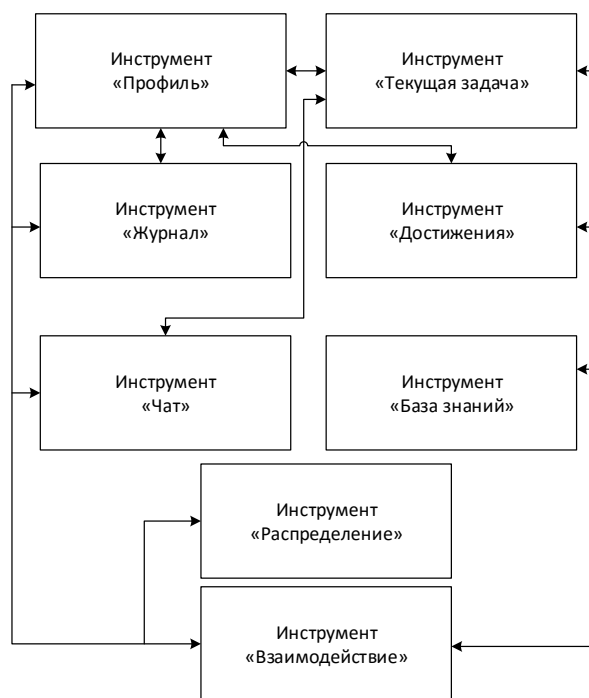 Инструмент
«Профиль»
Инструмент
«Текущая задача»
Инструмент
«Журнал»
Инструмент
«Достижения»
Инструмент
«Чат»
Инструмент
«База знаний»
Инструмент
«Распределение»
Инструмент
«Взаимодействие»